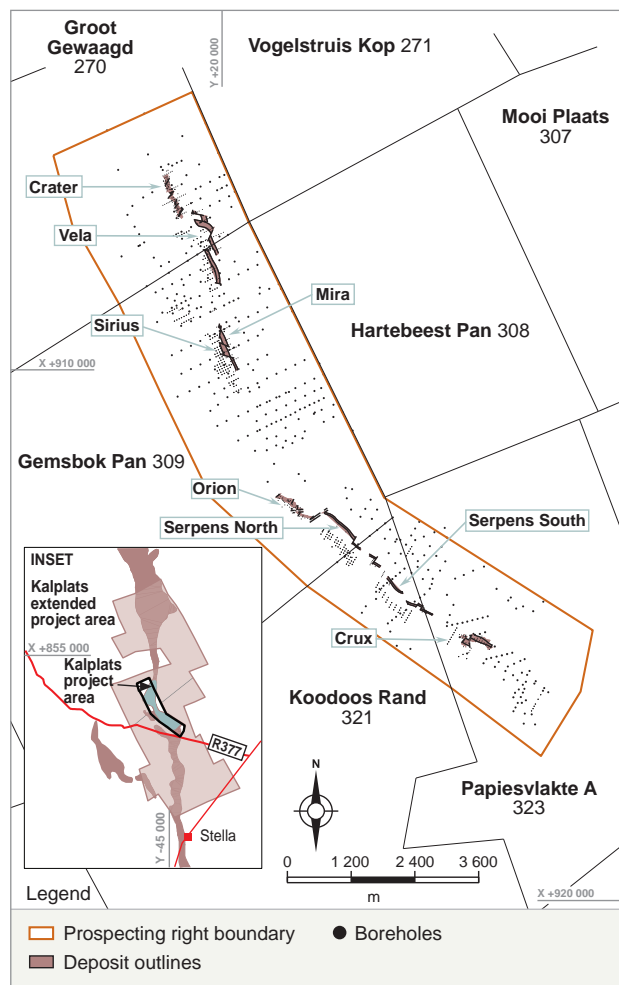 Groot
Gewaagd
270
Y +20 000
Vogelstruis Kop 271
Mooi Plaats
307
Crater
Vela
Mira
Sirius
Hartebeest Pan 308
X +910 000
Gemsbok Pan 309
Orion
Serpens North
Serpens South
Crux
Koodoos Rand
321
Papiesvlakte A
323
INSET
Kalplats
extended project area
X +855 000
Kalplats
project
area
R377
Y -45 000
Stella
N
0 1 200 2 400 3 600
m
X +920 000
Legend
Prospecting right boundary
Boreholes
Deposit outlines